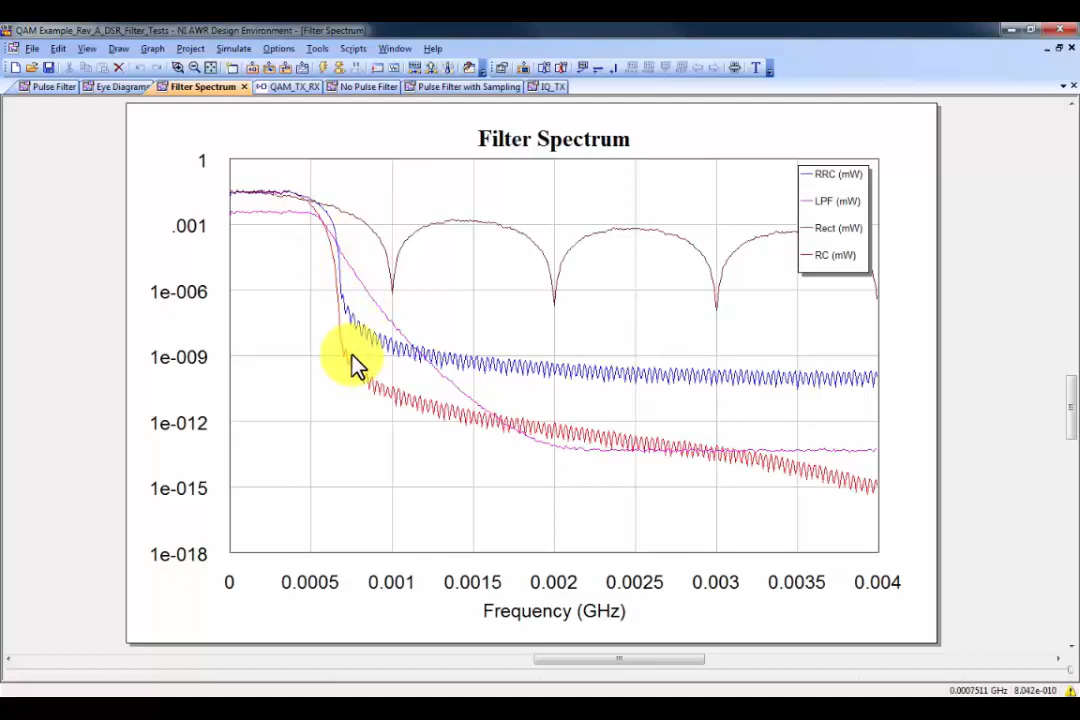 QAM Example_Rev_A_DSR_Filter_Tests - NI AWR Design Environment - [Filter Spectrum]
File Edit View Draw Graph Project Simulate Options Tools Scripts Window Help
Pulse Filter Eye Diagrams Filter Spectrum QAM_TX_RX No Pulse Filter Pulse Filter with Sampling IQ_TX
Filter Spectrum
1
.001
1e-006
1e-009
1e-012
1e-015
1e-018
RRC (mW)
LPF (mW)
Rect (mW)
RC (mW)
0 0.0005 0.001 0.0015 0.002 0.0025 0.003 0.0035 0.004
Frequency (GHz)
0.0007511 GHz 8.042e-010